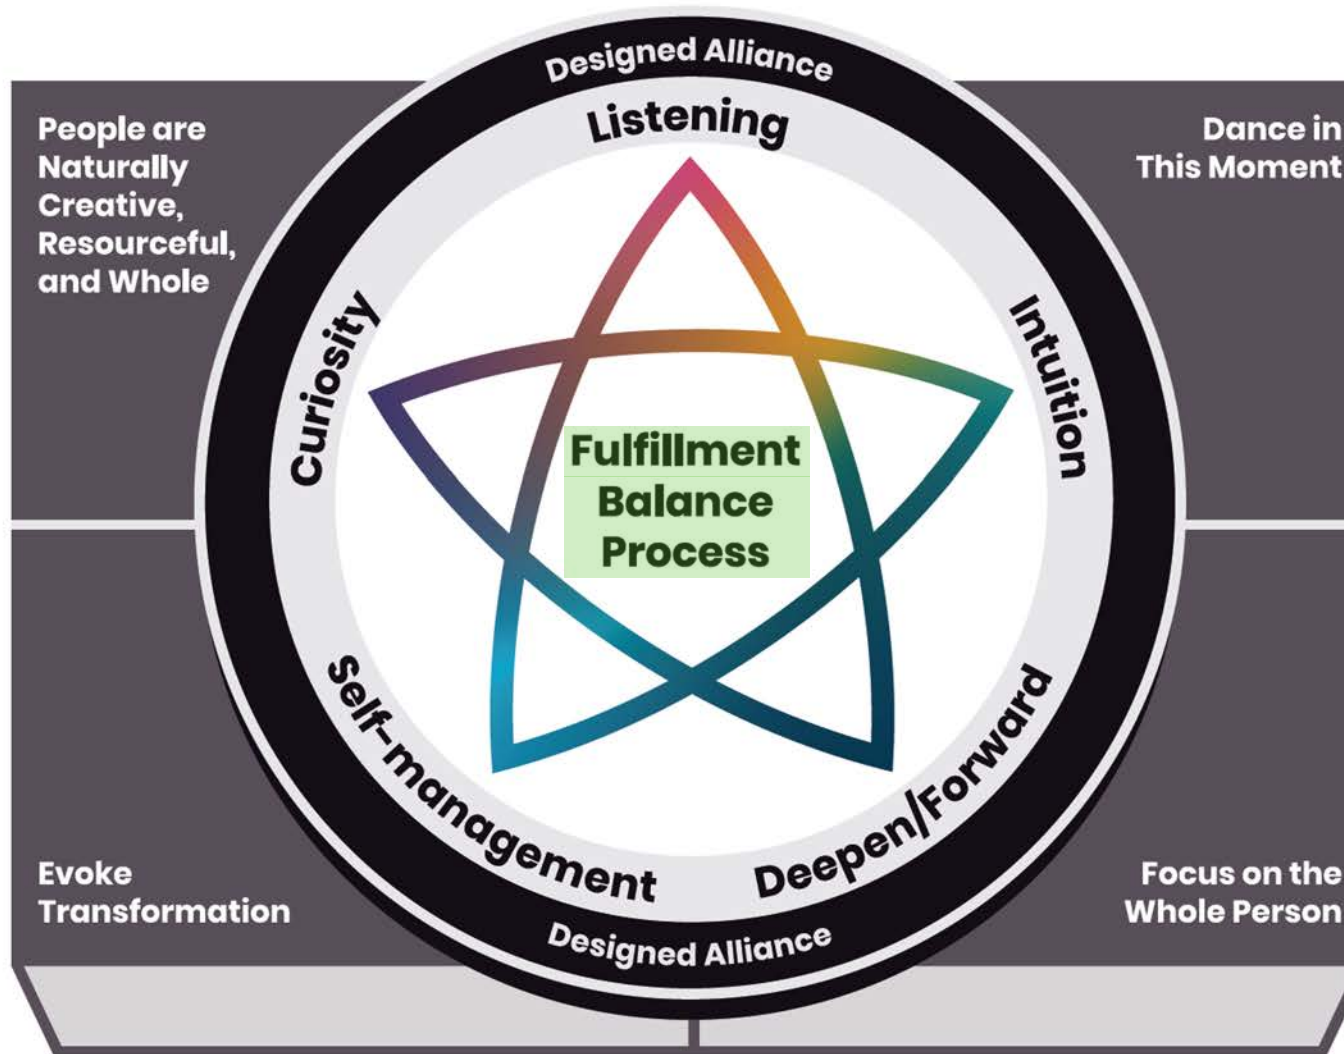 Designed Alliance
Listening
People are
Naturally
Creative,
Resourceful,
and Whole
Dance in
This Moment
Curiosity
Intuition
Fulfillment
Balance
Process
Self-management
Deepen/Forward
Evoke
Transformation
Focus on the
Whole Person
Designed Alliance